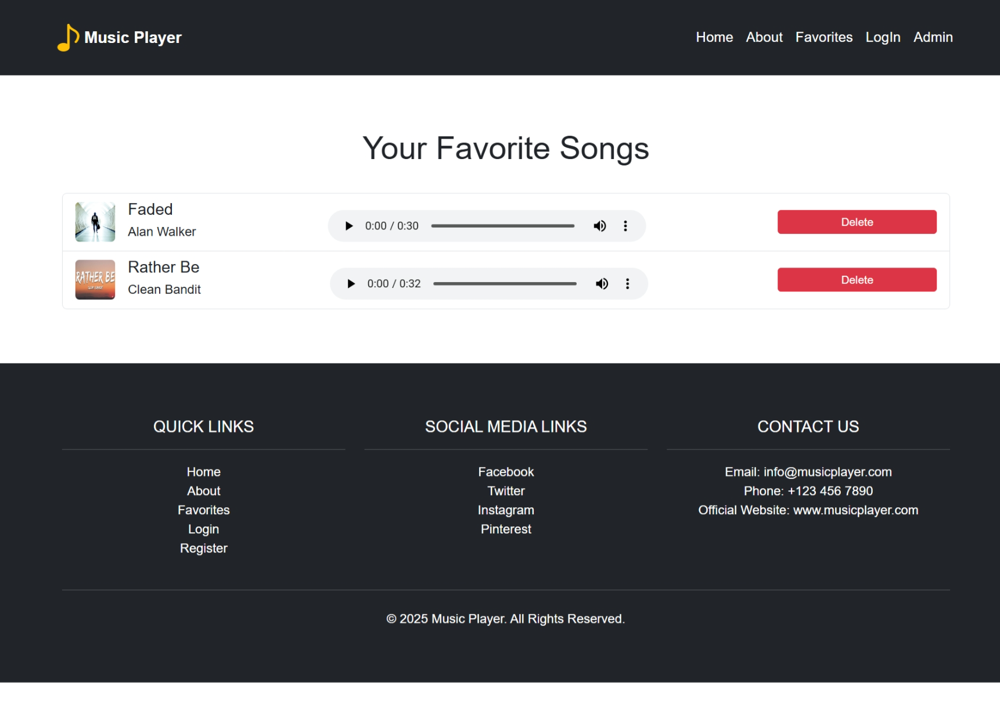 Music Player
Home About Favorites LogIn Admin
Your Favorite Songs
Faded
Alan Walker
0:00 / 0:30
Delete
RATHER BE
Rather Be
Clean Bandit
0:00 / 0:32
Delete
QUICK LINKS
Home
About
Favorites
Login
Register
SOCIAL MEDIA LINKS
Facebook
Twitter
Instagram
Pinterest
CONTACT US
Email: info@musicplayer.com
Phone: +123 456 7890
Official Website: www.musicplayer.com
© 2025 Music Player. All Rights Reserved.